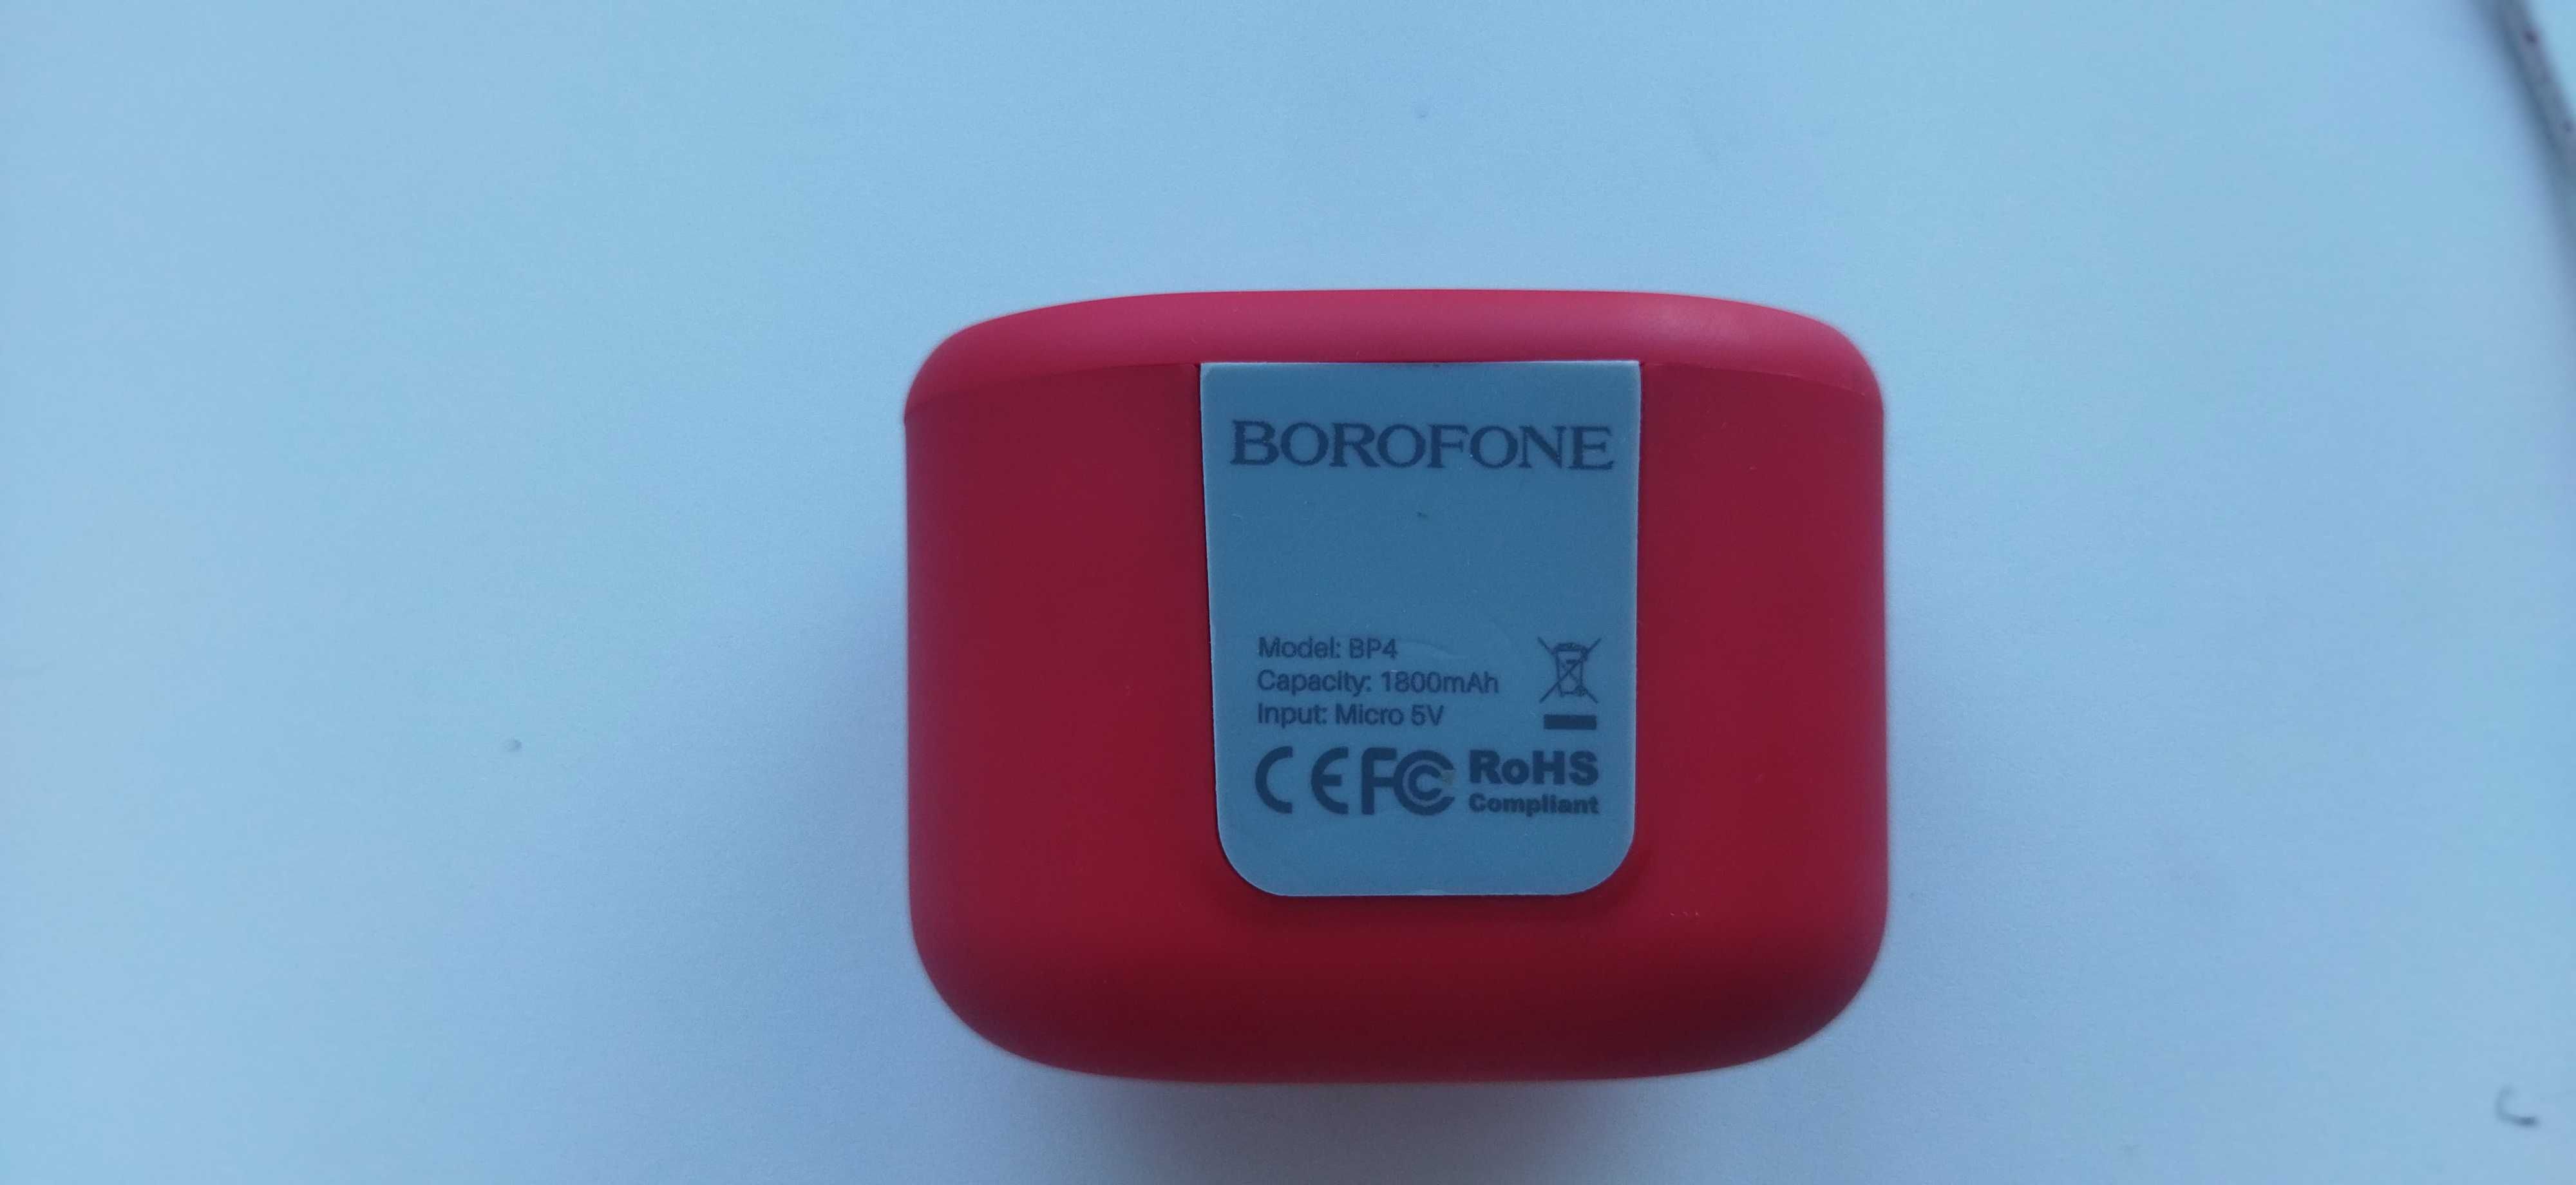 BOROFONE
Model: BP4
Capacity: 1800mAh
Input: Micro 5V
CE FC RoHS
Compliant